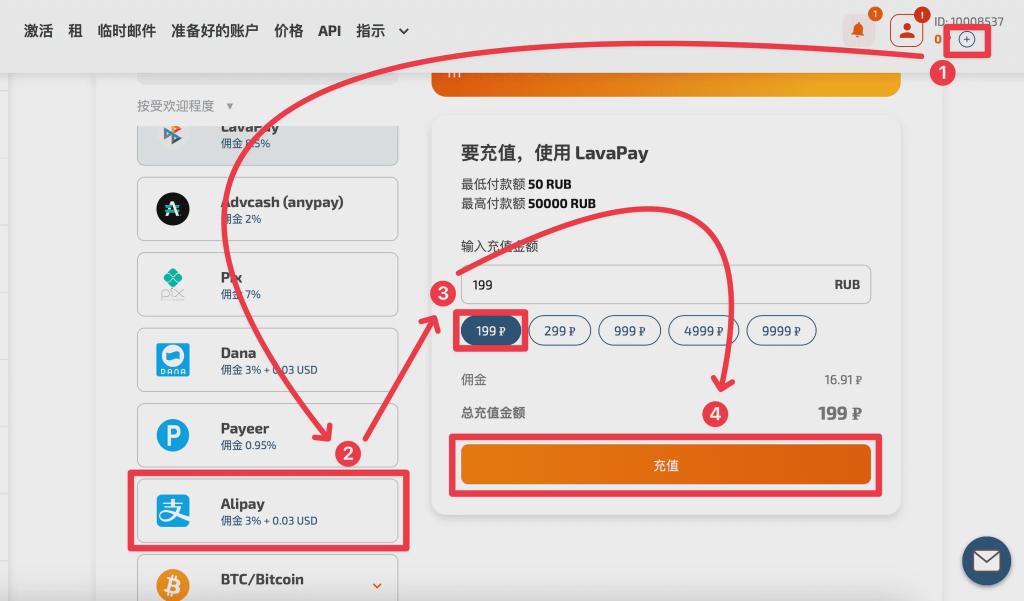 激活 租 临时邮件 准备好的账户 价格 API 指示
1
!
ID: 10008537
1
按受欢迎程度
LavaPay
佣金 8.5%
Advcash (anypay)
佣金 2%
pix
Pix
佣金 7%
DANA
Dana
佣金 3% + 0.03 USD
P
Payeer
佣金 0.95%
2
支
Alipay
佣金 3% + 0.03 USD
BTC/Bitcoin
要充值，使用 LavaPay
最低付款额 50 RUB
最高付款额 50000 RUB
输入充值金额
3
199 RUB
199 ₽ 299 ₽ 999 ₽ 4999 ₽ 9999 ₽
佣金 16.91 ₽
总充值金额 199 ₽
4
充值